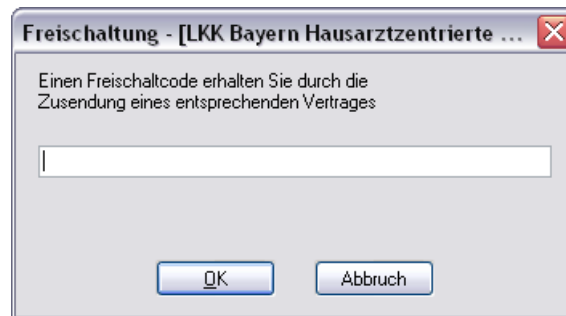 Freischaltung - [LKK Bayern Hausarztzentrierte ...
Einen Freischaltcode erhalten Sie durch die
Zusendung eines entsprechenden Vertrages
OK
Abbruch